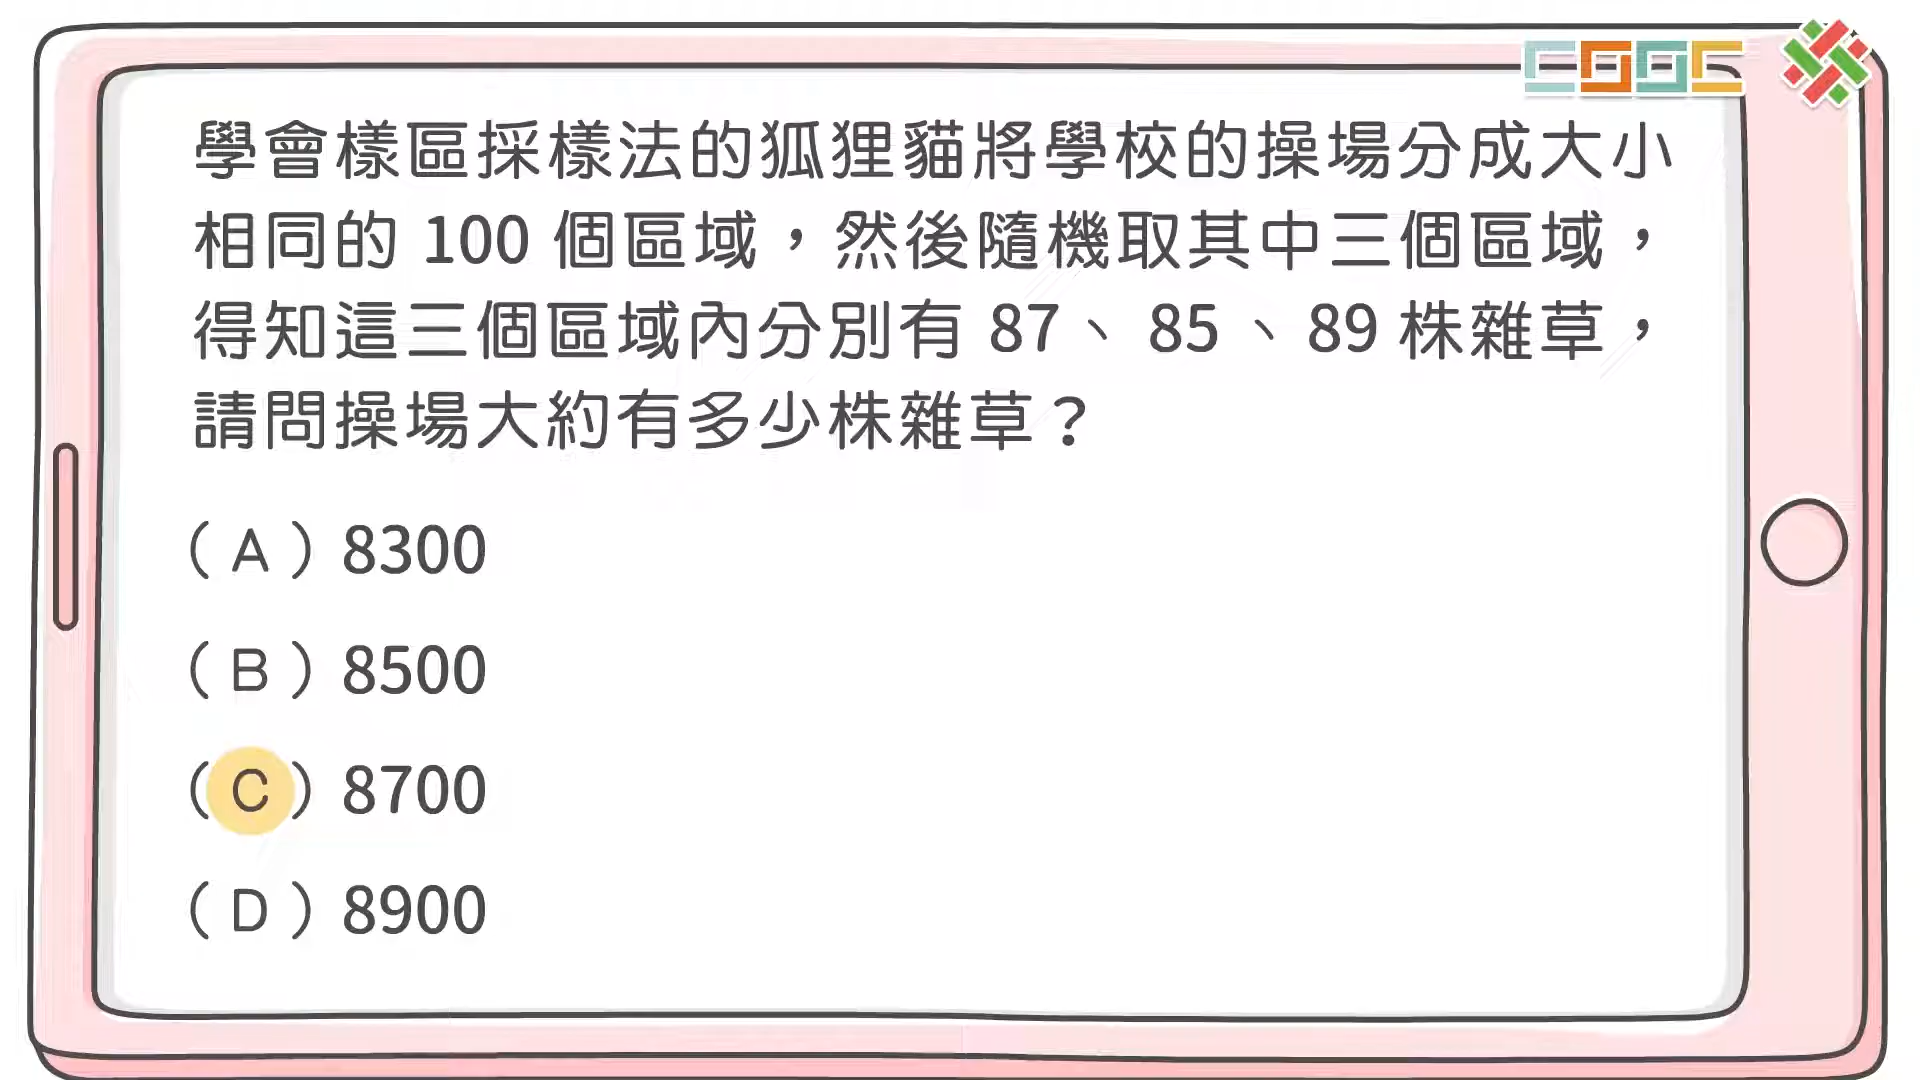 學會樣區採樣法的狐狸貓將學校的操場分成大小
相同的 100 個區域，然後隨機取其中三個區域，
得知這三個區域內分別有 87、85、89 株雜草，
請問操場大約有多少株雜草？
（A）8300
（B）8500
（C）8700
（D）8900